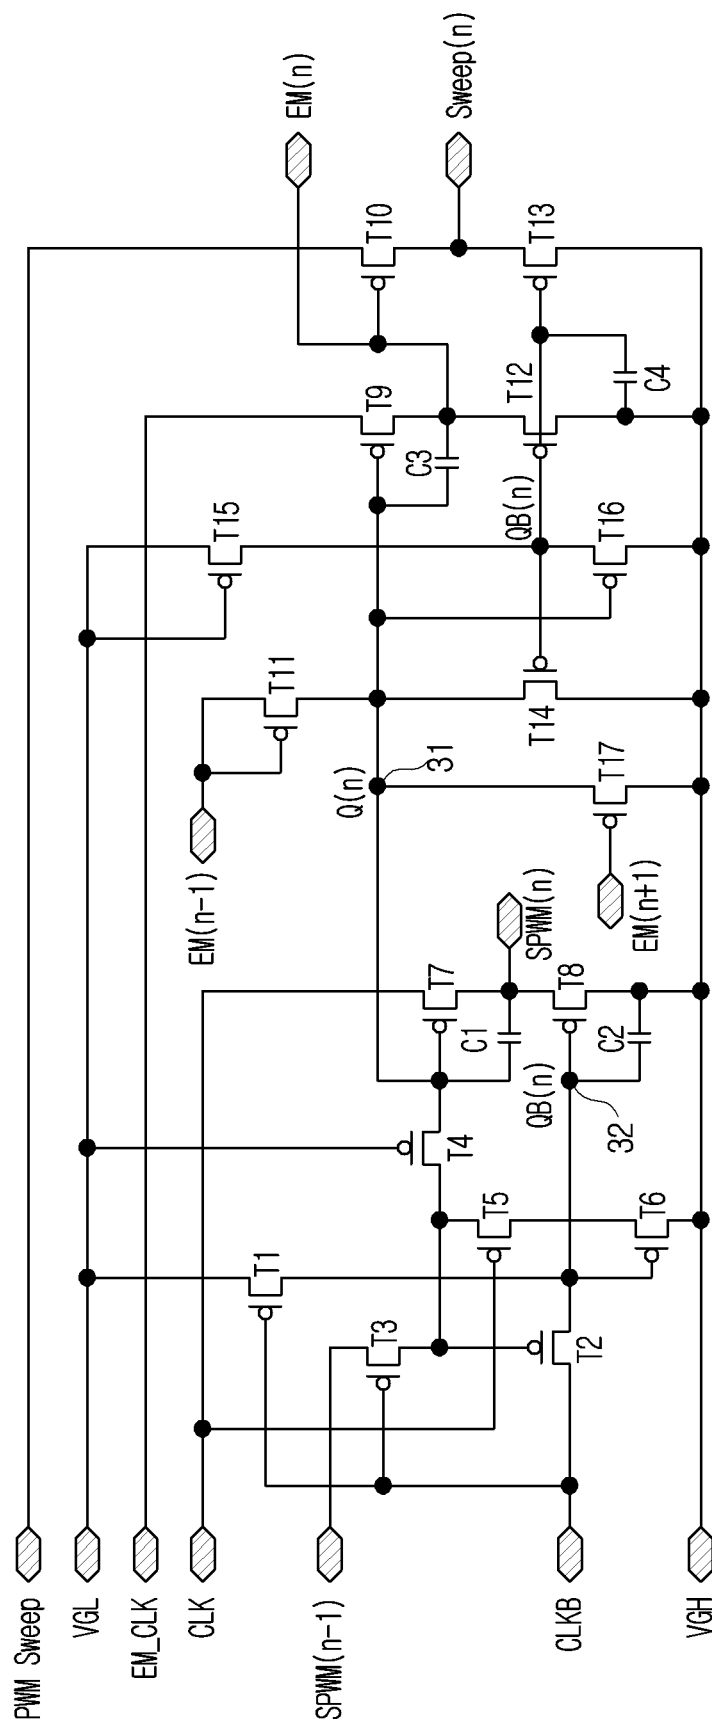 PWM Sweep
VGL
EM_CLK
CLK
SPWM(n-1)
CLKB
VGH
T1
T3
T2
T5
T6
T4
T7
C1
SPWM(n)
QB(n)
32
T8
C2
EM(n-1)
T11
Q(n)
31
T17
EM(n+1)
T14
T15
QB(n)
T16
T9
C3
T12
C4
T10
T13
EM(n)
Sweep(n)